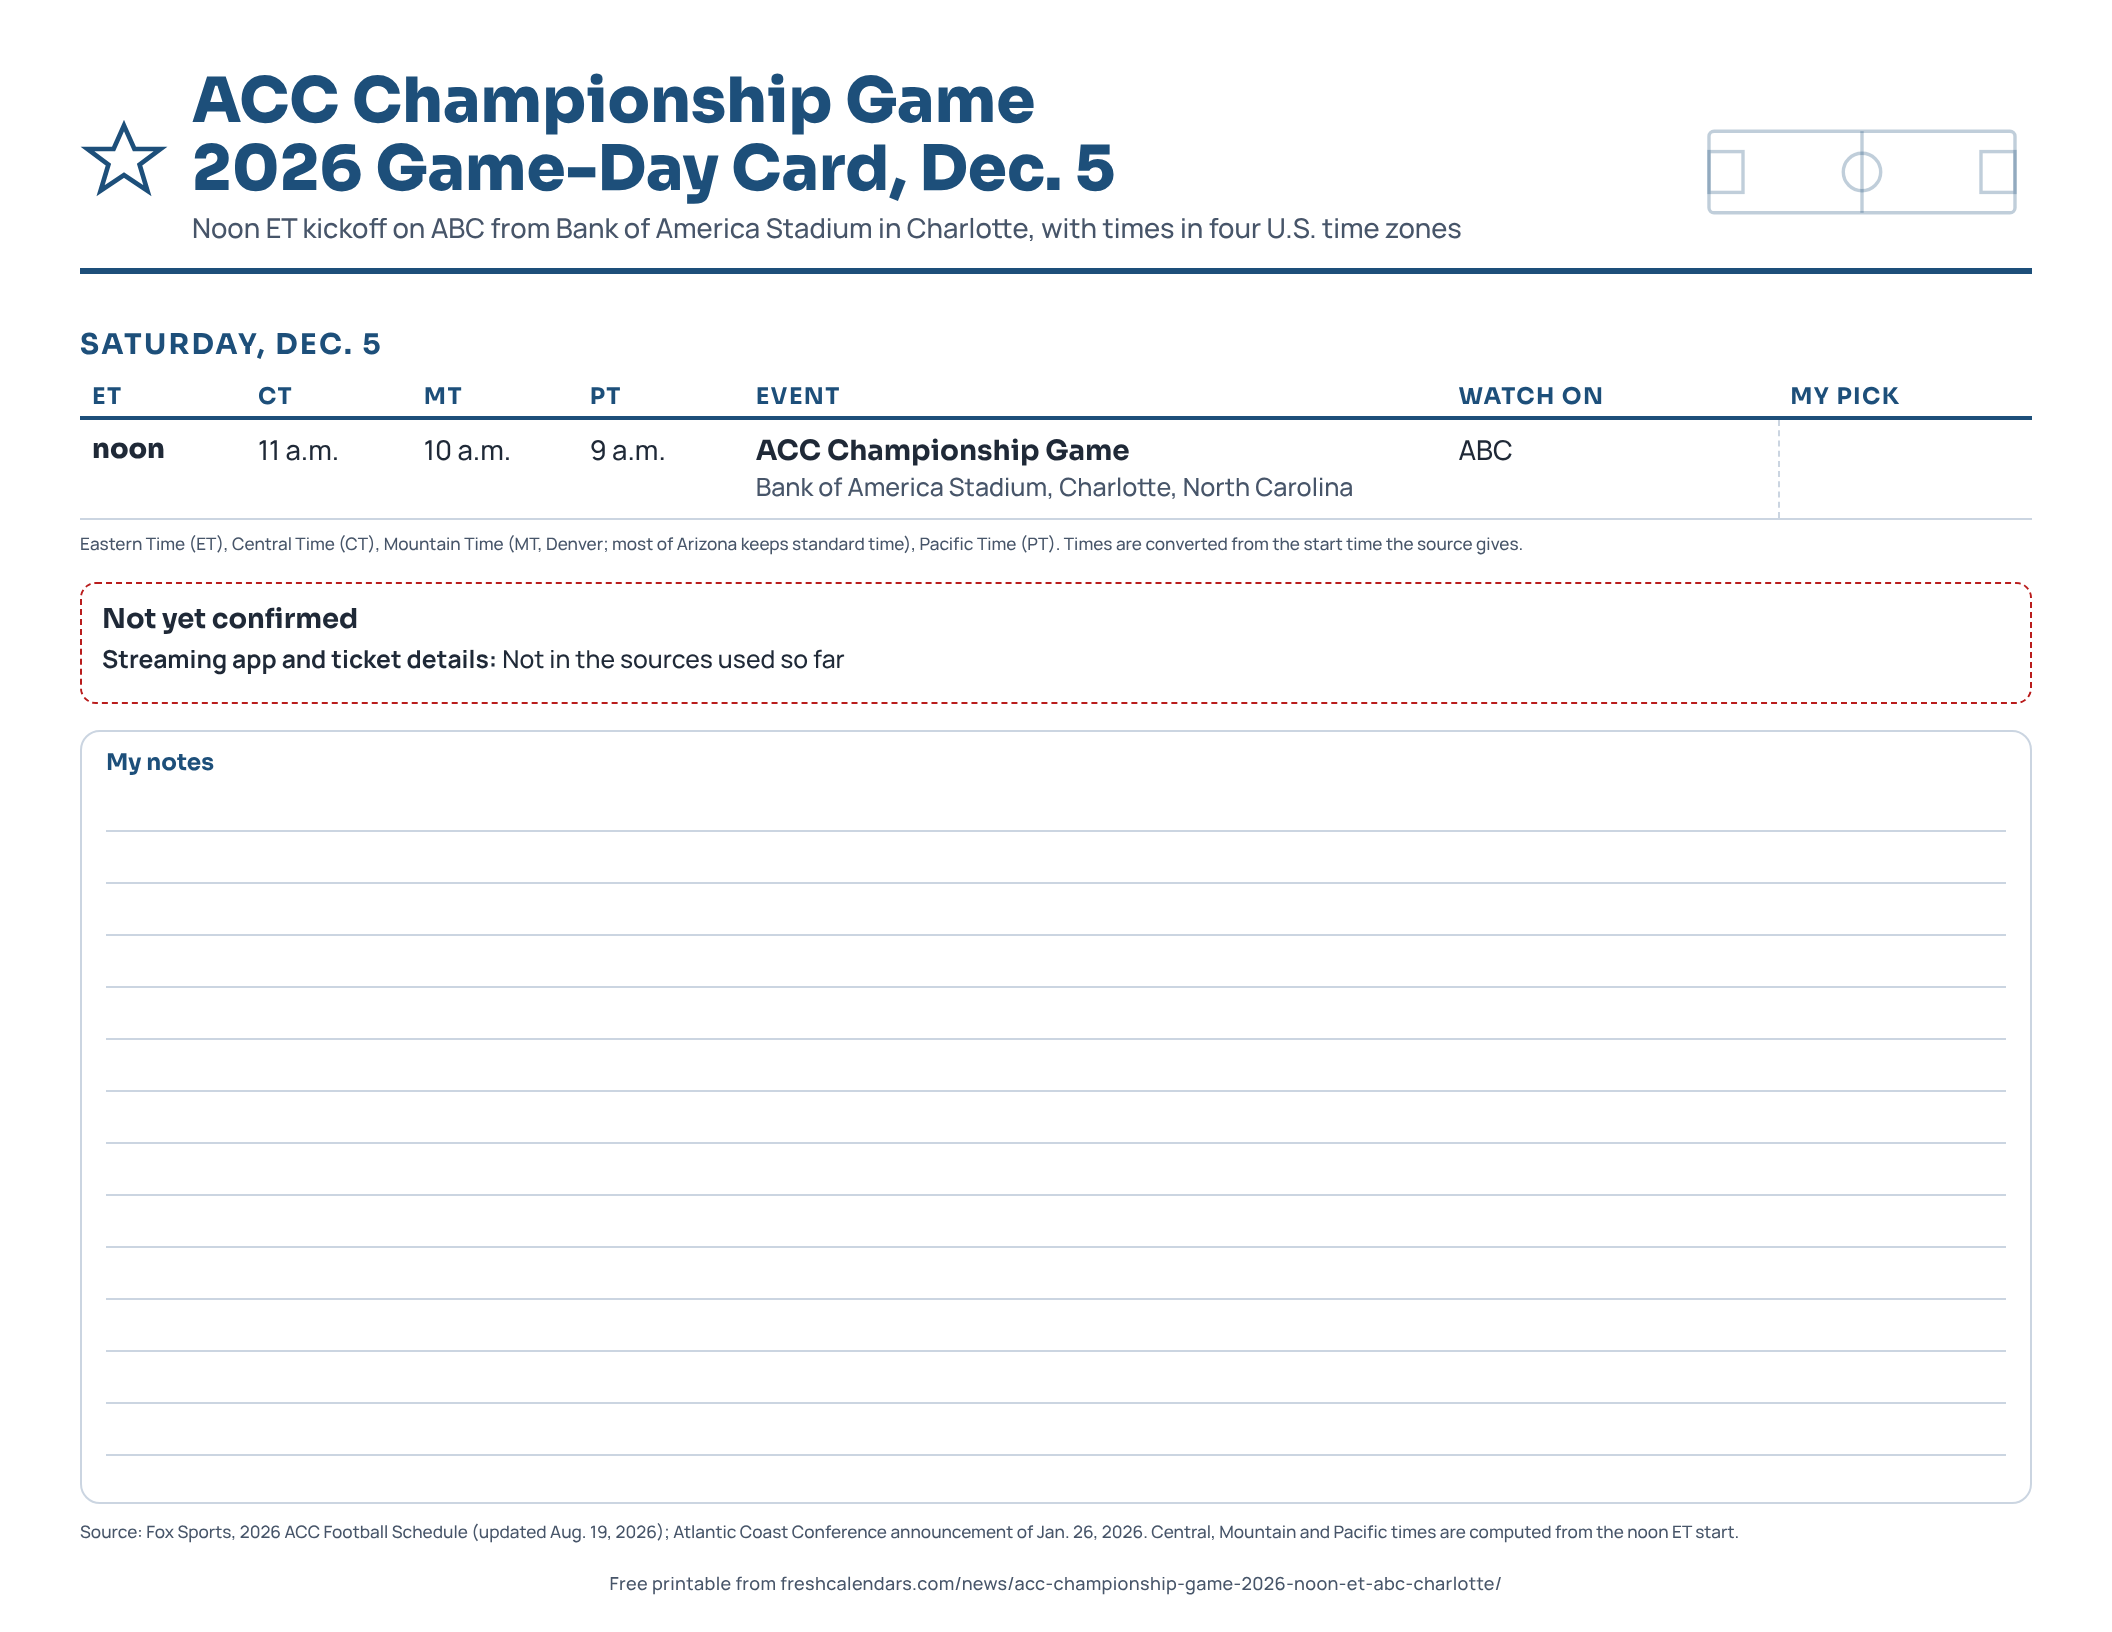 ACC Championship Game
2026 Game-Day Card, Dec. 5
Noon ET kickoff on ABC from Bank of America Stadium in Charlotte, with times in four U.S. time zones
SATURDAY, DEC. 5
ET CT MT PT EVENT WATCH ON MY PICK
noon 11 a.m. 10 a.m. 9 a.m. ACC Championship Game ABC
Bank of America Stadium, Charlotte, North Carolina
Eastern Time (ET), Central Time (CT), Mountain Time (MT, Denver; most of Arizona keeps standard time), Pacific Time (PT). Times are converted from the start time the source gives.
Not yet confirmed
Streaming app and ticket details: Not in the sources used so far
My notes
Source: Fox Sports, 2026 ACC Football Schedule (updated Aug. 19, 2026); Atlantic Coast Conference announcement of Jan. 26, 2026. Central, Mountain and Pacific times are computed from the noon ET start.
Free printable from freshcalendars.com/news/acc-championship-game-2026-noon-et-abc-charlotte/